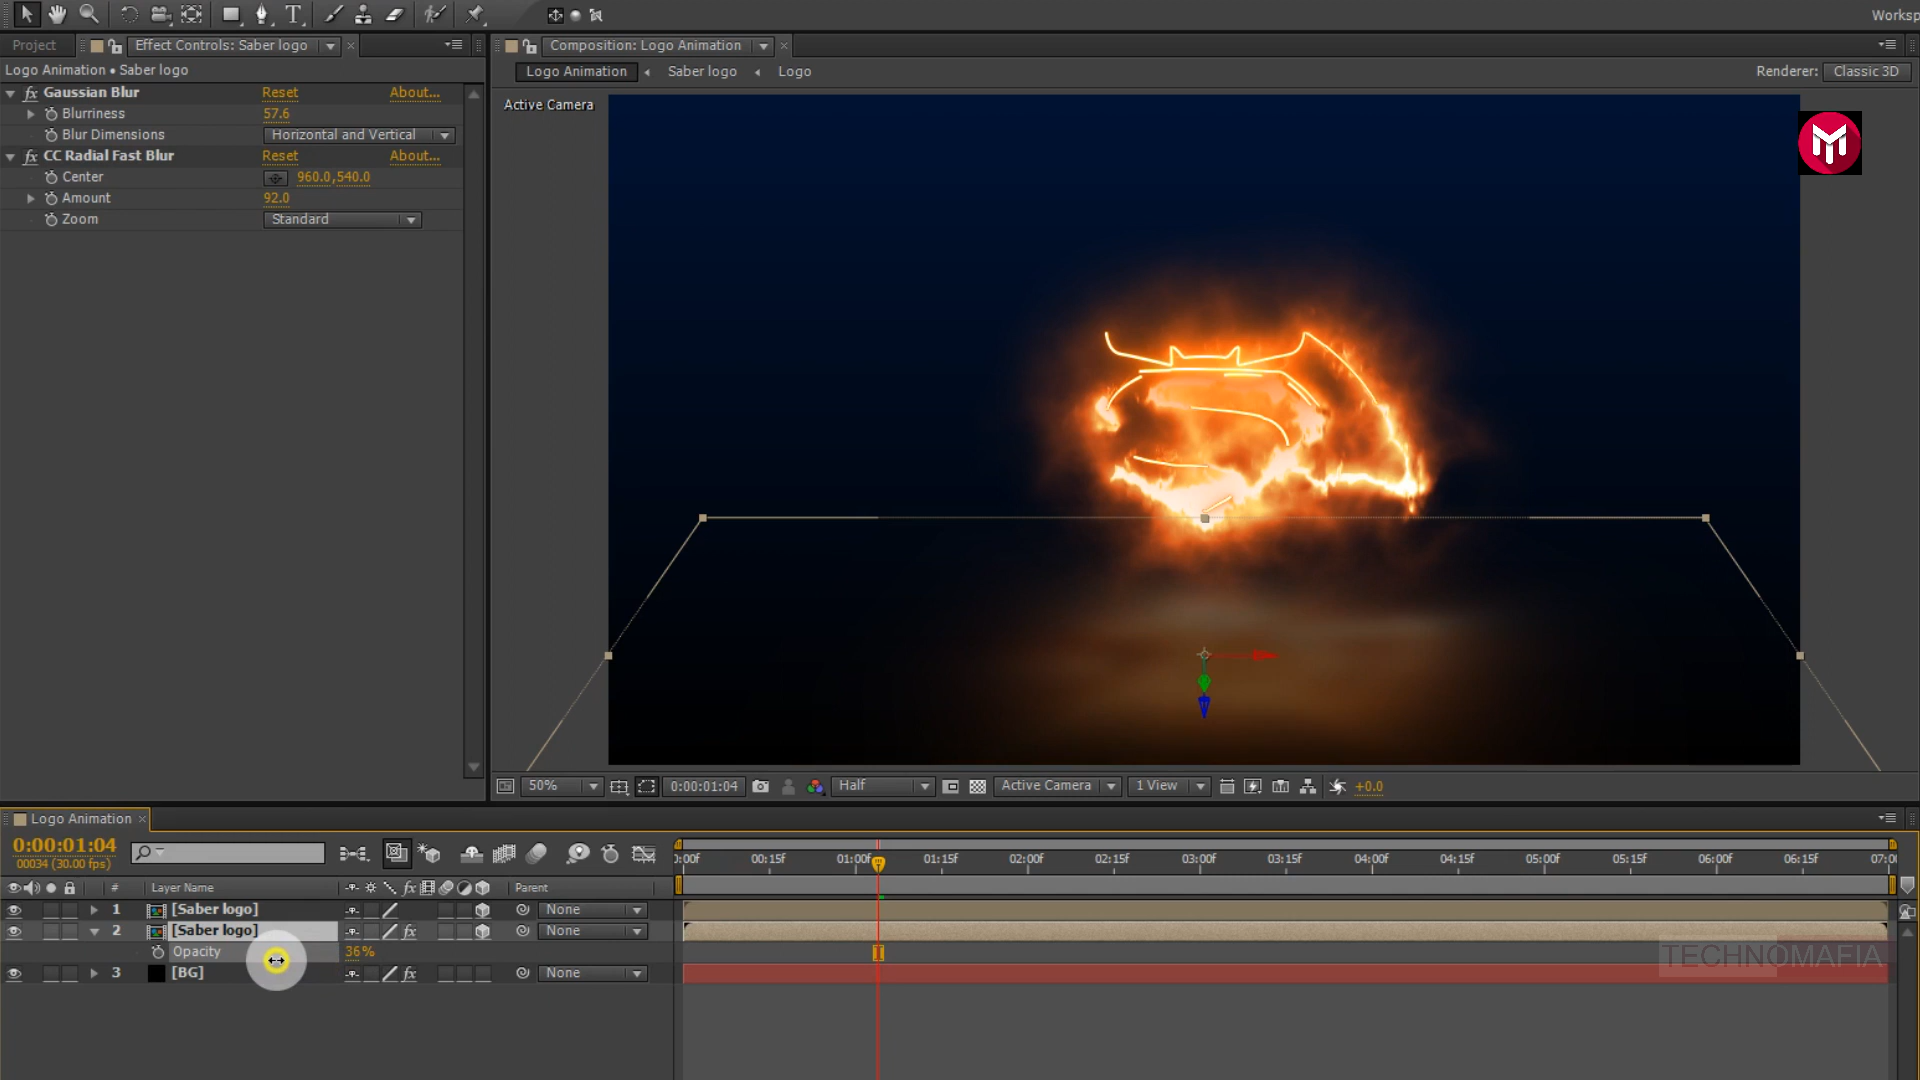 Worksp
Project
Effect Controls: Saber logo
Composition: Logo Animation
Logo Animation • Saber logo
Logo Animation
Saber logo
Logo
Renderer:
Classic 3D
Gaussian Blur
Reset
About...
Blurriness
57.6
Blur Dimensions
Horizontal and Vertical
CC Radial Fast Blur
Reset
About...
Center
960.0,540.0
Amount
92.0
Zoom
Standard
Active Camera
50%
0:00:01:04
Half
Active Camera
1 View
+0.0
Logo Animation
0:00:01:04
00034 (30.00 fps)
):00f
00:15f
01:00f
01:15f
02:00f
02:15f
03:00f
03:15f
04:00f
04:15f
05:00f
05:15f
06:00f
06:15f
07:00
#
Layer Name
fx
Parent
1
[Saber logo]
None
2
[Saber logo]
fx
None
Opacity
36%
3
[BG]
fx
None
TECHNOMAFIA